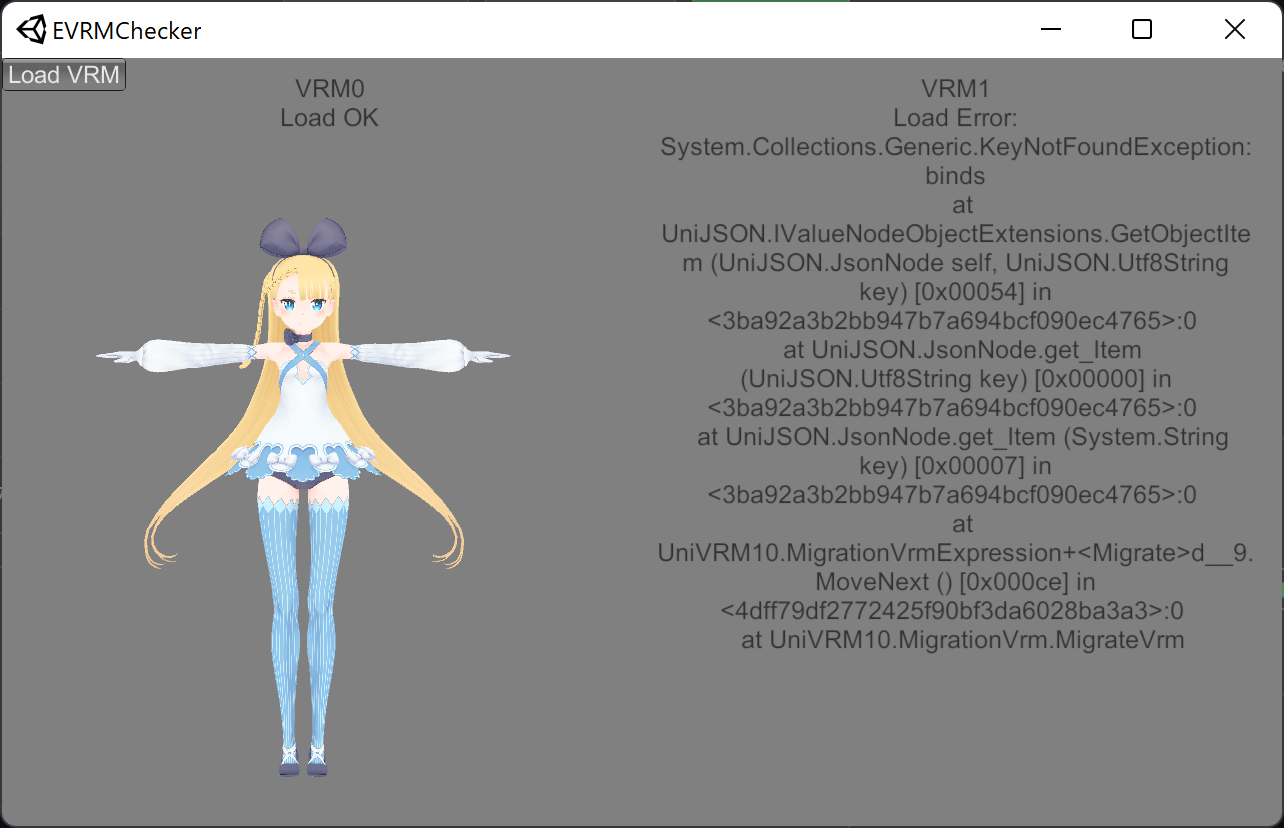 EVRMChecker
Load VRM
VRM0
Load OK
VRM1
Load Error:
System.Collections.Generic.KeyNotFoundException:
binds
at
UniJSON.IValueNodeObjectExtensions.GetObjectIte
m (UniJSON.JsonNode self, UniJSON.Utf8String
key) [0x00054] in
<3ba92a3b2bb947b7a694bcf090ec4765>:0
at UniJSON.JsonNode.get_Item
(UniJSON.Utf8String key) [0x00000] in
<3ba92a3b2bb947b7a694bcf090ec4765>:0
at UniJSON.JsonNode.get_Item (System.String
key) [0x00007] in
<3ba92a3b2bb947b7a694bcf090ec4765>:0
at
UniVRM10.MigrationVrmExpression+<Migrate>d__9.
MoveNext () [0x000ce] in
<4dff79df2772425f90bf3da6028ba3a3>:0
at UniVRM10.MigrationVrm.MigrateVrm